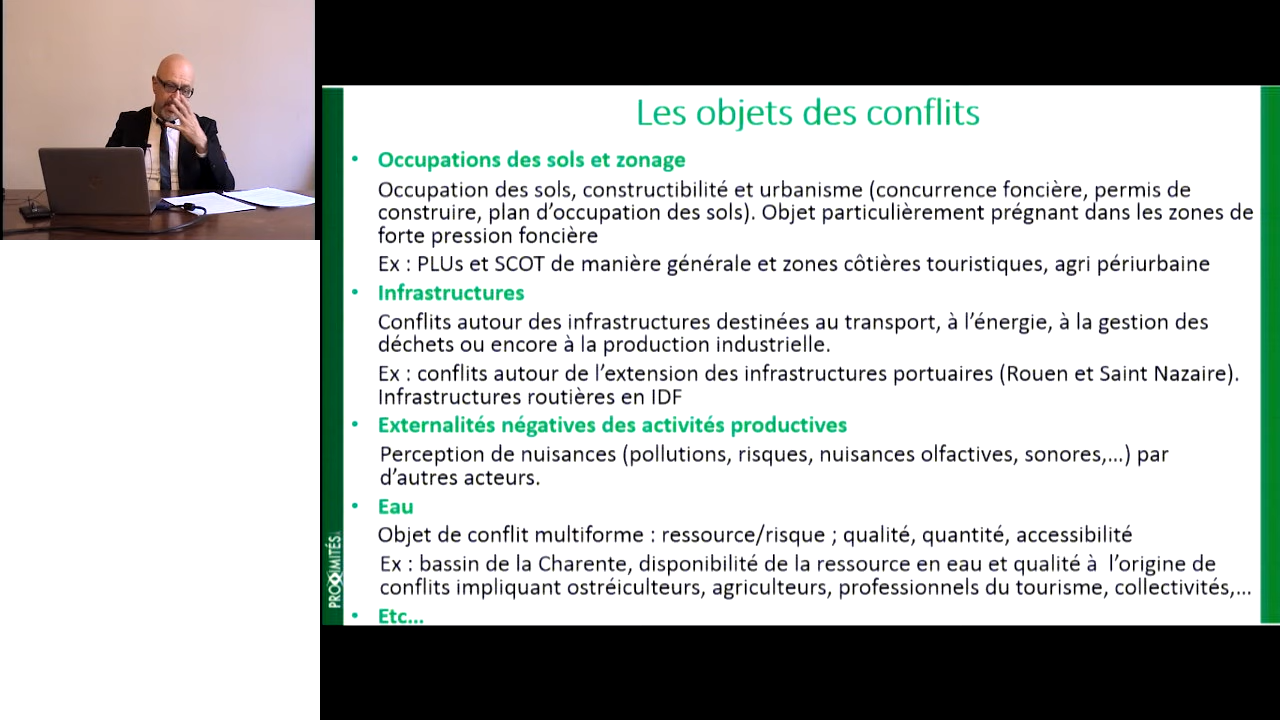 Les objets des conflits
• Occupations des sols et zonage
Occupation des sols, constructibilité et urbanisme (concurrence foncière, permis de
construire, plan d’occupation des sols). Objet particulièrement prégnant dans les zones de
forte pression foncière
Ex : PLUs et SCOT de manière générale et zones côtières touristiques, agri périurbaine
• Infrastructures
Conflits autour des infrastructures destinées au transport, à l’énergie, à la gestion des
déchets ou encore à la production industrielle.
Ex : conflits autour de l’extension des infrastructures portuaires (Rouen et Saint Nazaire).
Infrastructures routières en IDF
• Externalités négatives des activités productives
Perception de nuisances (pollutions, risques, nuisances olfactives, sonores,...) par
d’autres acteurs.
• Eau
Objet de conflit multiforme : ressource/risque ; qualité, quantité, accessibilité
Ex : bassin de la Charente, disponibilité de la ressource en eau et qualité à l’origine de
conflits impliquant ostréiculteurs, agriculteurs, professionnels du tourisme, collectivités,...
• Etc...
PROXIMITÉS